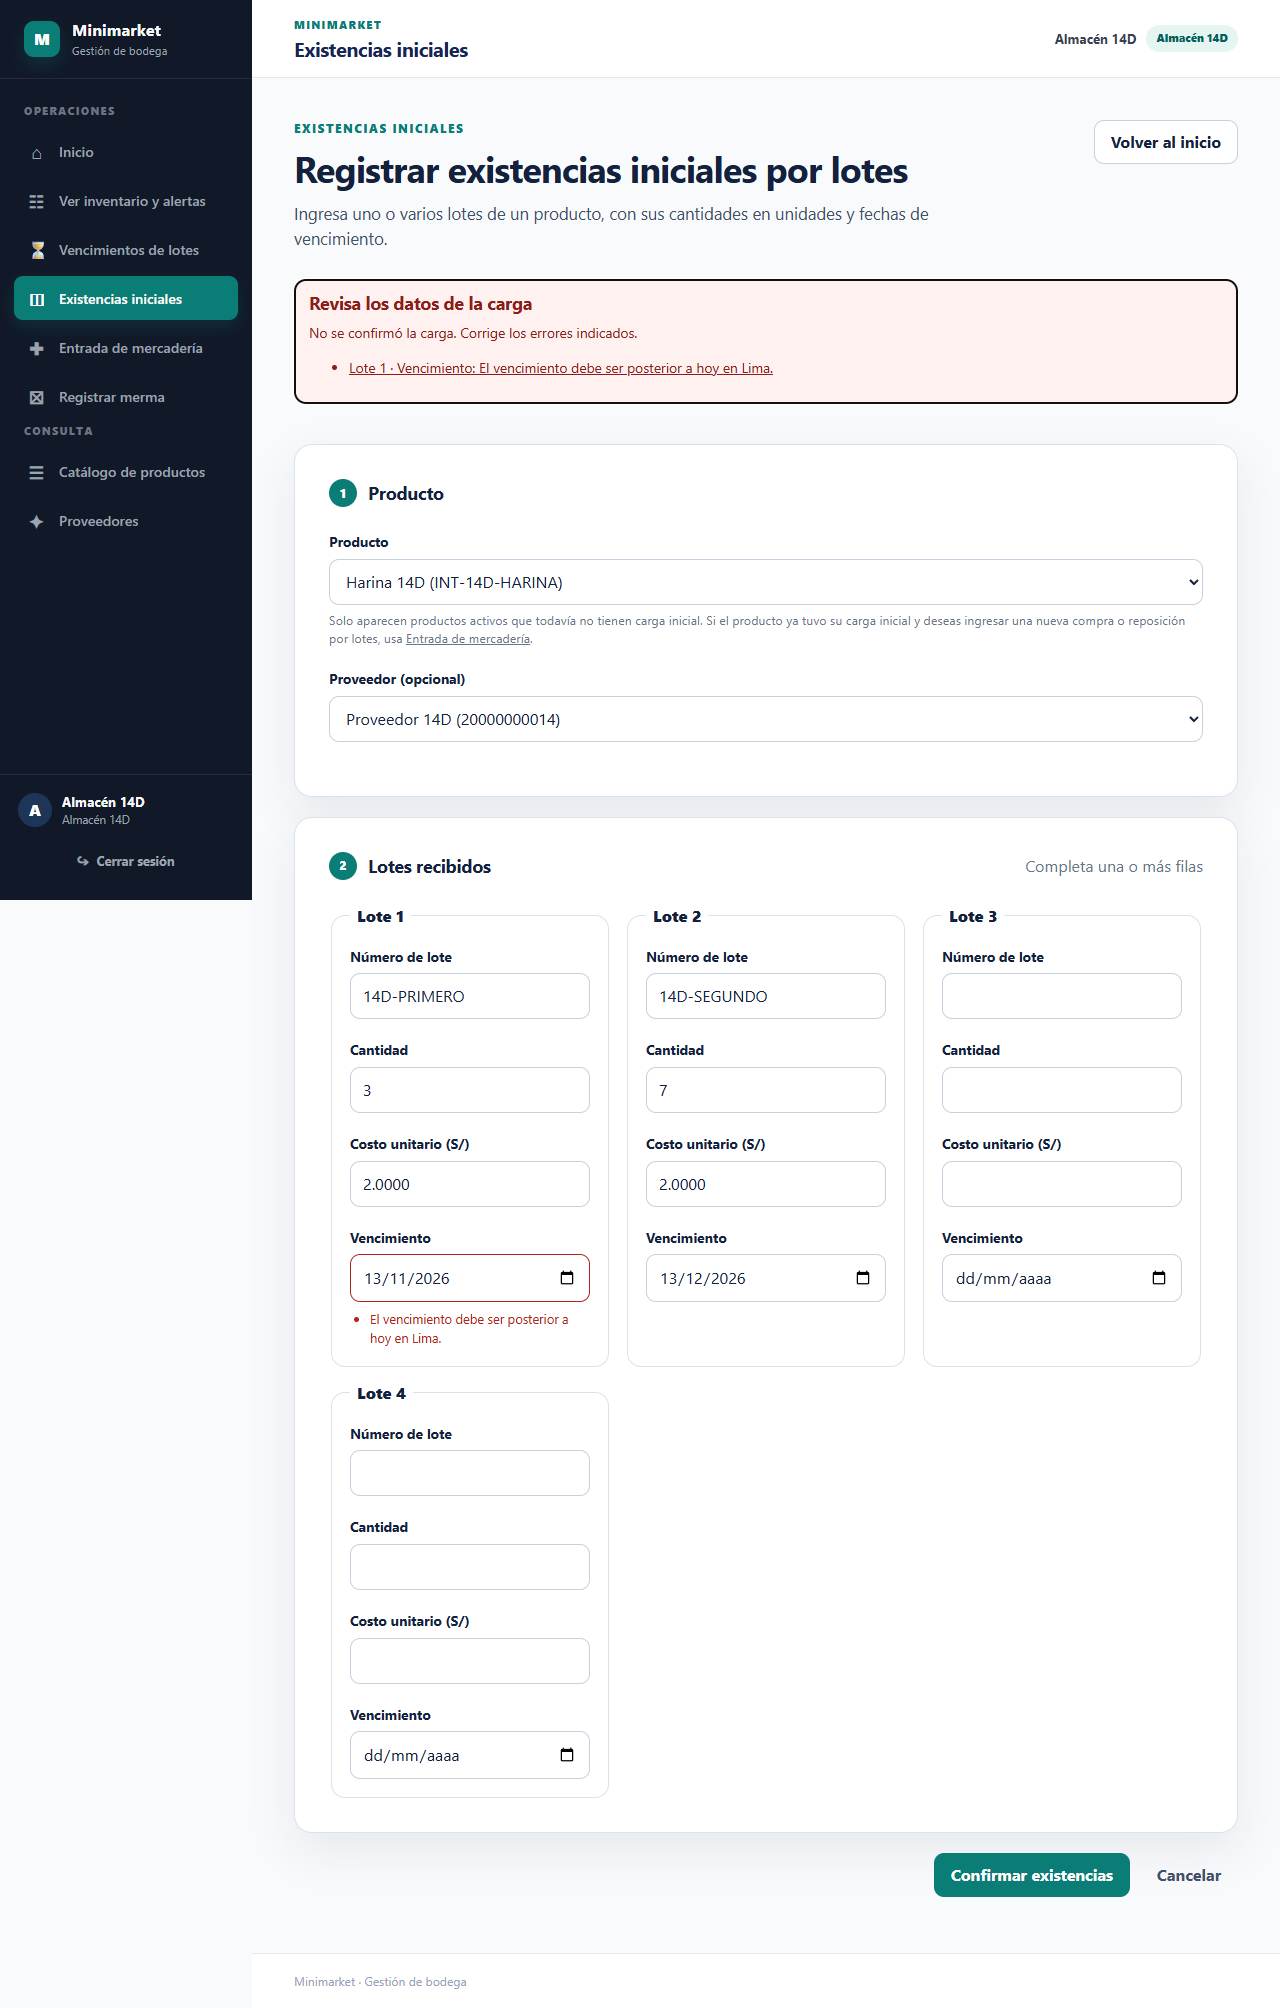 M
Minimarket
Gestión de bodega
OPERACIONES
Inicio
Ver inventario y alertas
Vencimientos de lotes
Existencias iniciales
Entrada de mercadería
Registrar merma
CONSULTA
Catálogo de productos
Proveedores
A
Almacén 14D
Almacén 14D
Cerrar sesión
MINIMARKET
Existencias iniciales
Almacén 14D
Almacén 14D
EXISTENCIAS INICIALES
Volver al inicio
Registrar existencias iniciales por lotes
Ingresa uno o varios lotes de un producto, con sus cantidades en unidades y fechas de
vencimiento.
Revisa los datos de la carga
No se confirmó la carga. Corrige los errores indicados.
• Lote 1 · Vencimiento: El vencimiento debe ser posterior a hoy en Lima.
1 Producto
Producto
Harina 14D (INT-14D-HARINA)
Solo aparecen productos activos que todavía no tienen carga inicial. Si el producto ya tuvo su carga inicial y deseas ingresar una nueva compra o reposición
por lotes, usa Entrada de mercadería.
Proveedor (opcional)
Proveedor 14D (20000000014)
2 Lotes recibidos
Completa una o más filas
Lote 1
Número de lote
14D-PRIMERO
Cantidad
3
Costo unitario (S/)
2.0000
Vencimiento
13/11/2026
• El vencimiento debe ser posterior a
hoy en Lima.
Lote 2
Número de lote
14D-SEGUNDO
Cantidad
7
Costo unitario (S/)
2.0000
Vencimiento
13/12/2026
Lote 3
Número de lote
Cantidad
Costo unitario (S/)
Vencimiento
dd/mm/aaaa
Lote 4
Número de lote
Cantidad
Costo unitario (S/)
Vencimiento
dd/mm/aaaa
Confirmar existencias
Cancelar
Minimarket · Gestión de bodega